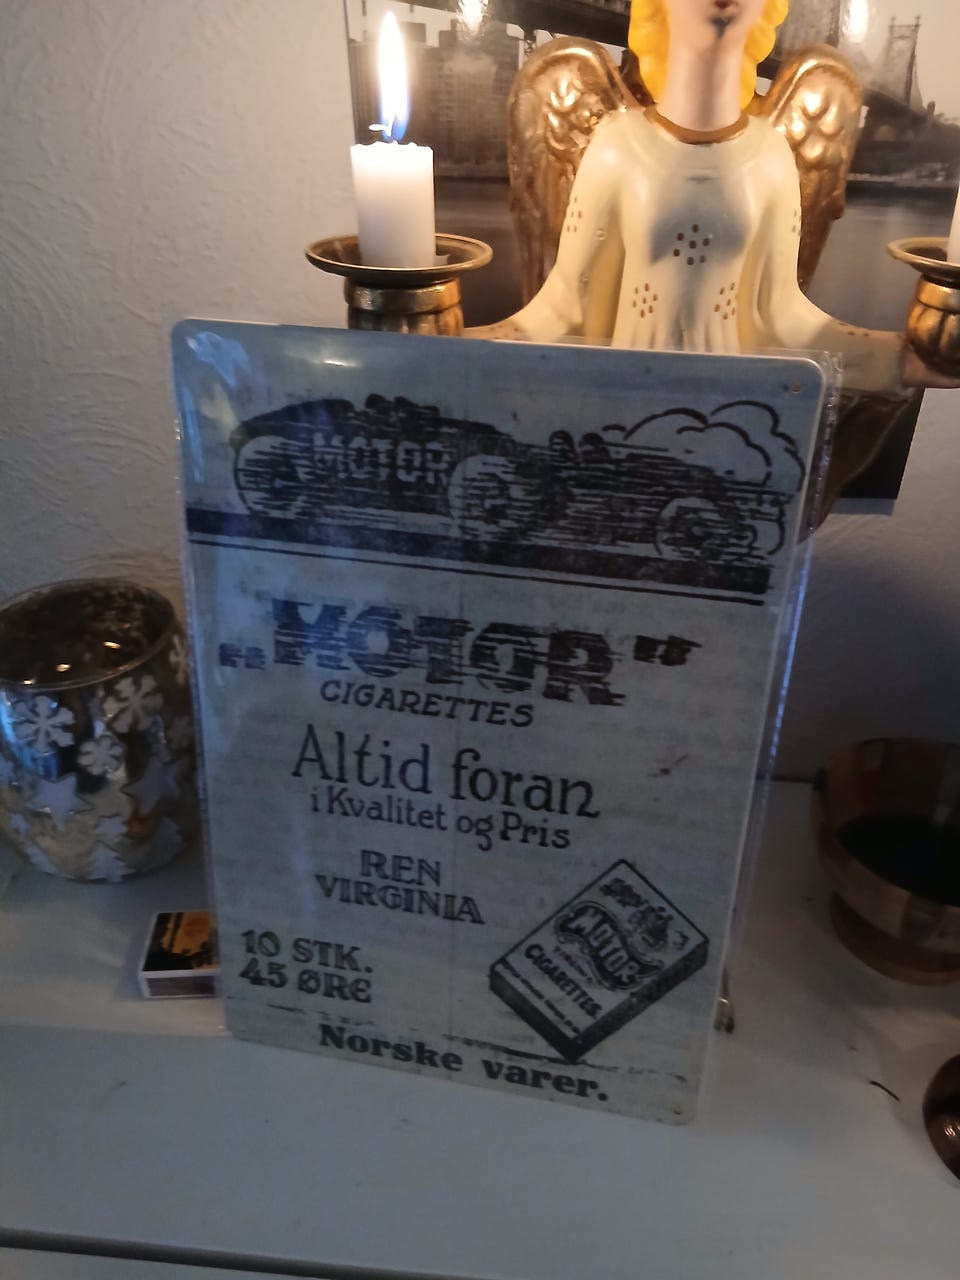 MOTOR
„MOTOR"
CIGARETTES
Altid foran
i Kvalitet og Pris
REN
VIRGINIA
10 STK.
45 ØRE
MOTOR
CIGARETTES
Norske varer.